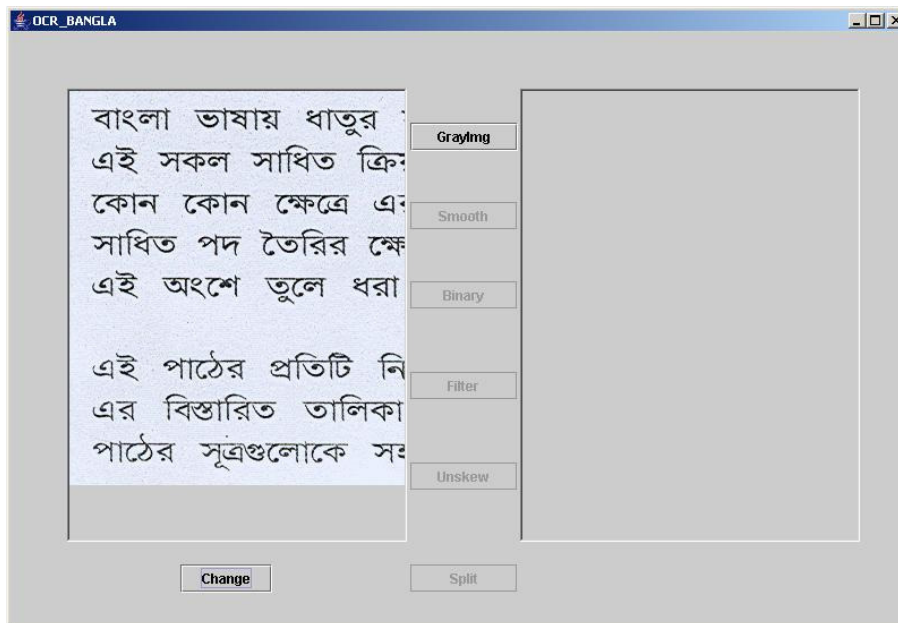 OCR_BANGLA
বাংলা ভাষায় ধাতুর
এই সকল সাধিত
কোন কোন ক্ষেত্রে
সাধিত পদ তৈরির
এই অংশে তুলে ধরা
এই পাঠের প্রতিটি
এর বিস্তারিত তালিকা
পাঠের সূত্রগুলোকে
GrayImg
Smooth
Binary
Filter
Unskew
Split
Change